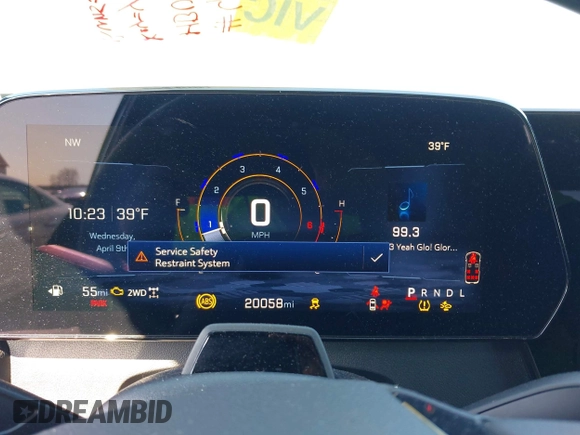 VIC
NW
39°F
2 3 4 5
1 6
F H
0
MPH
10:23 39°F
Wednesday,
April 9th
99.3
3 Yeah Glo! Glor...
Service Safety
Restraint System
55mi
2WD
ABS
20058mi
P R N D L
DREAMBID